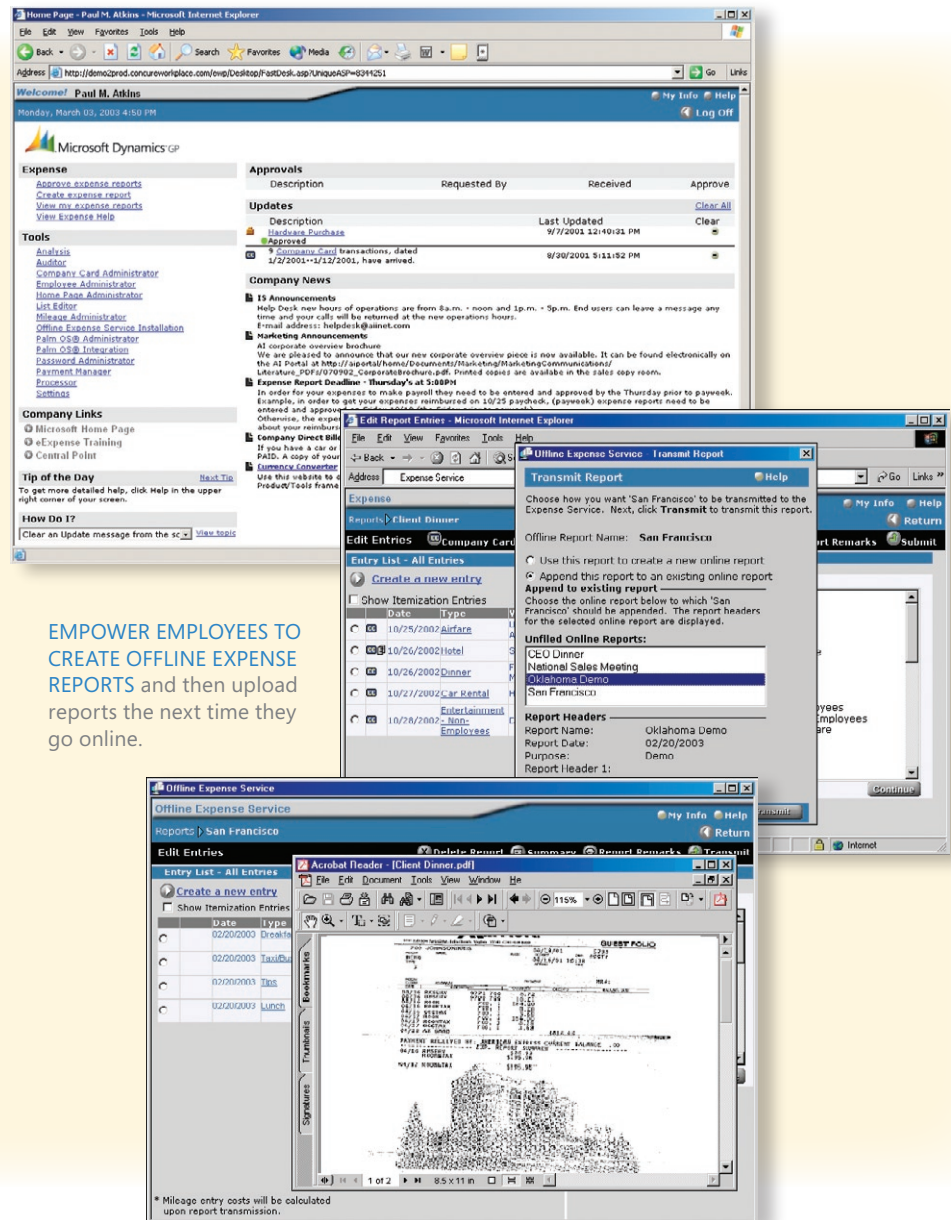 Home Page - Paul M. Atkins - Microsoft Internet Explorer
File Edit View Favorites Tools Help
Back Search Favorites Media
Address http://demo2prod.concureworkplace.com/ewp/Desktop/FastDesk.asp?UniqueASP=8344251 Go Links
Welcome! Paul M. Atkins My Info Help
Monday, March 03, 2003 4:50 PM Log Off
Microsoft Dynamics GP
Expense
Approve expense reports
Create expense report
View my expense reports
View Expense Help
Tools
Analysis
Auditor
Company Card Administrator
Employee Administrator
Home Page Administrator
List Editor
Mileage Administrator
Offline Expense Service Installation
Palm OS® Administrator
Palm OS® Integration
Password Administrator
Payment Manager
Processor
Settings
Company Links
Microsoft Home Page
eExpense Training
Central Point
Tip of the Day Next Tip
To get more detailed help, click Help in the upper
right corner of your screen.
How Do I?
Clear an Update message from the sc View topic
Approvals
Description Requested By Received Approve
Updates Clear All
Description Last Updated Clear
Hardware Purchase 9/7/2001 12:40:31 PM
Approved
9 Company Card transactions, dated 8/30/2001 5:11:52 PM
1/2/2001--1/12/2001, have arrived.
Company News
IS Announcements
Help Desk new hours of operations are from 8a.m. - noon and 1p.m. - 5p.m. End users can leave a message any
time and your calls will be returned at the new operations hours.
E-mail address: helpdesk@aiinet.com
Marketing Announcements
AI corporate overview brochure
We are pleased to announce that our new corporate overview piece is now available. It can be found electronically on
the AI Portal at http://aiportal/home/Documents/Marketing/MarketingCommunications/
Literature_PDFs/070902_CorporateBrochure.pdf. Printed copies are available in the sales copy room.
Expense Report Deadline - Thursday's at 5:00PM
In order for your expenses to make payroll they need to be entered and approved by the Thursday prior to payweek.
Example, in order to get your expenses reimbursed on 10/25 paycheck, (payweek) expense reports need to be
entered and approved
Otherwise, the
about your
Company Direct
If you have a car or
PAID. A copy of your
Currency Converter
Use this website to
Product/Tools frame
EMPOWER EMPLOYEES TO
CREATE OFFLINE EXPENSE
REPORTS and then upload
reports the next time they
go online.
Edit Report Entries - Microsoft Internet Explorer
File Edit View Favorites Tools Help
Back
Address Expense Service Go Links
Expense My Info Help
Reports Client Dinner Return
Edit Entries Company Remarks Submit
Entry List - All Entries
Create a new entry
Show Itemization Entries
Date Type
10/25/2002 Airfare
10/26/2002 Hotel
10/26/2002 Dinner
10/27/2002 Car Rental
10/28/2002 Entertainment
- Non-
Employees
Continue
Internet
Offline Expense Service - Transmit Report
Transmit Report Help
Choose how you want 'San Francisco' to be transmitted to the
Expense Service. Next, click Transmit to transmit this report.
Offline Report Name: San Francisco
Use this report to create a new online report
Append this report to an existing online report
Append to existing report
Choose the online report below to which 'San
Francisco' should be appended. The report headers
for the selected online report are displayed.
Unfiled Online Reports:
CEO Dinner
National Sales Meeting
Oklahoma Demo
San Francisco
Report Headers
Report Name: Oklahoma Demo
Report Date: 02/20/2003
Purpose: Demo
Report Header 1:
Offline Expense Service
Offline Expense Service My Info Help
Reports San Francisco Return
Edit Entries Delete Report Summary Report Remarks Transmit
Entry List - All Entries
Create a new entry
Show Itemization Entries
Date Type
02/20/2003
02/20/2003
02/20/2003 Tips
02/20/2003 Lunch
* Mileage entry costs will be calculated
upon report transmission.
Acrobat Reader - [Client Dinner.pdf]
File Edit Document Tools View Window He
115%
Bookmarks
Thumbnails
Signatures
GUEST FOLIO
1 of 2 8.5 x 11 in